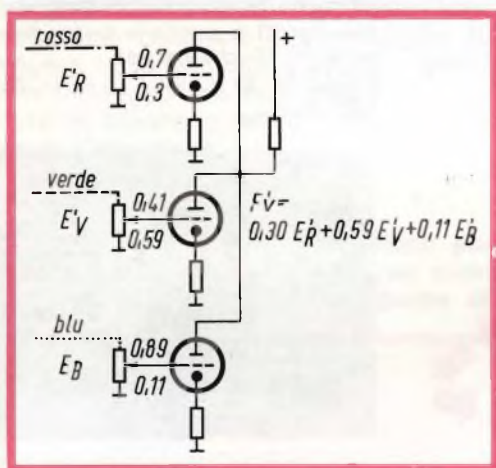 rosso
+
0,7
E'R
0,3
verde
0,41
E'V
0,59
E'V=
0,30 E'R+0,59 E'V+0,11 E'B
blu
0,89
EB
0,11